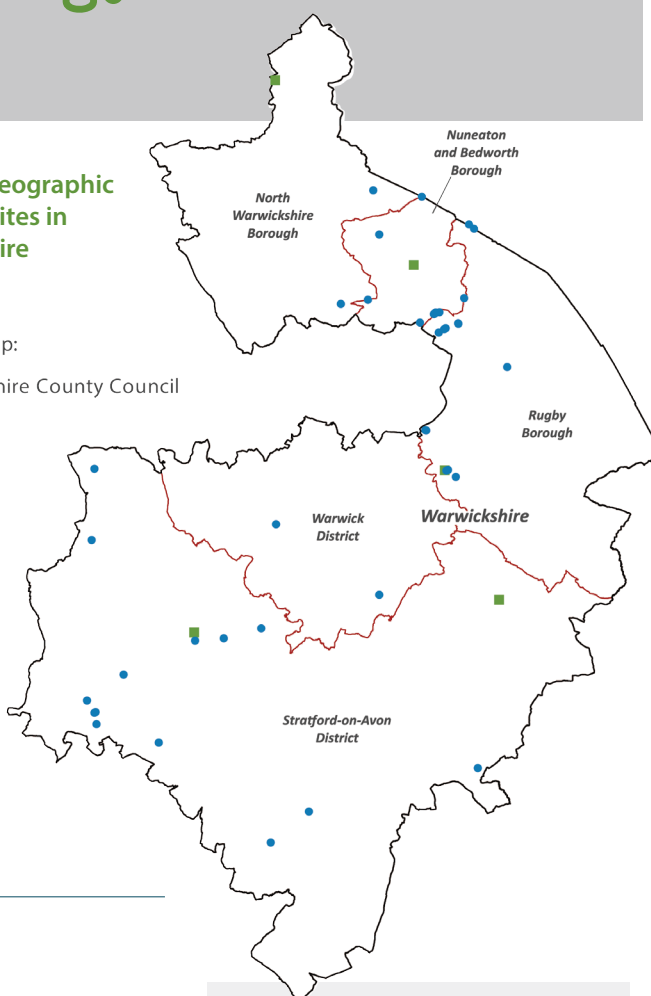 g.
eographic
ites in
ire
p:
hire County Council
Nuneaton
and Bedworth
Borough
North
Warwickshire
Borough
Rugby
Borough
Warwick
District
Warwickshire
Stratford-on-Avon
District